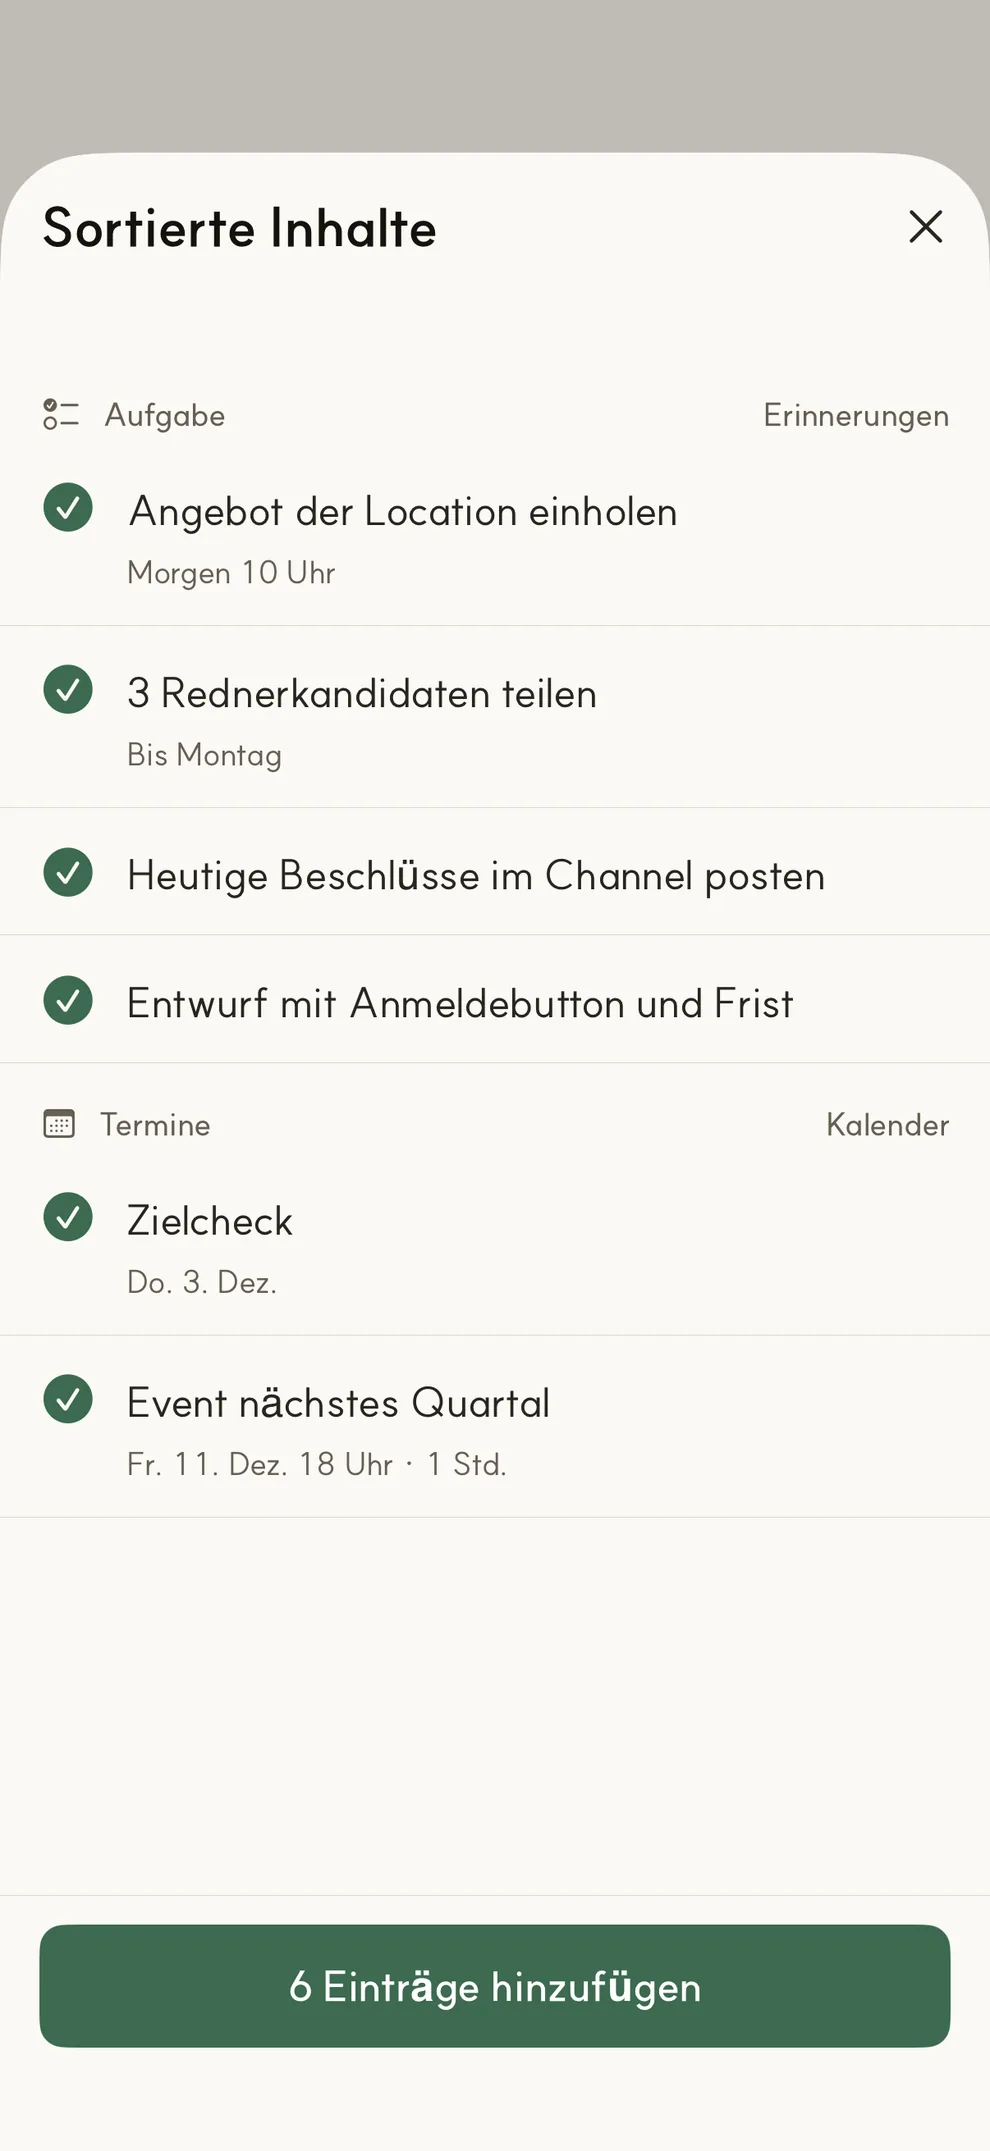 Sortierte Inhalte
Aufgabe Erinnerungen
Angebot der Location einholen
Morgen 10 Uhr
3 Rednerkandidaten teilen
Bis Montag
Heutige Beschlüsse im Channel posten
Entwurf mit Anmeldebutton und Frist
Termine Kalender
Zielcheck
Do. 3. Dez.
Event nächstes Quartal
Fr. 11. Dez. 18 Uhr · 1 Std.
6 Einträge hinzufügen